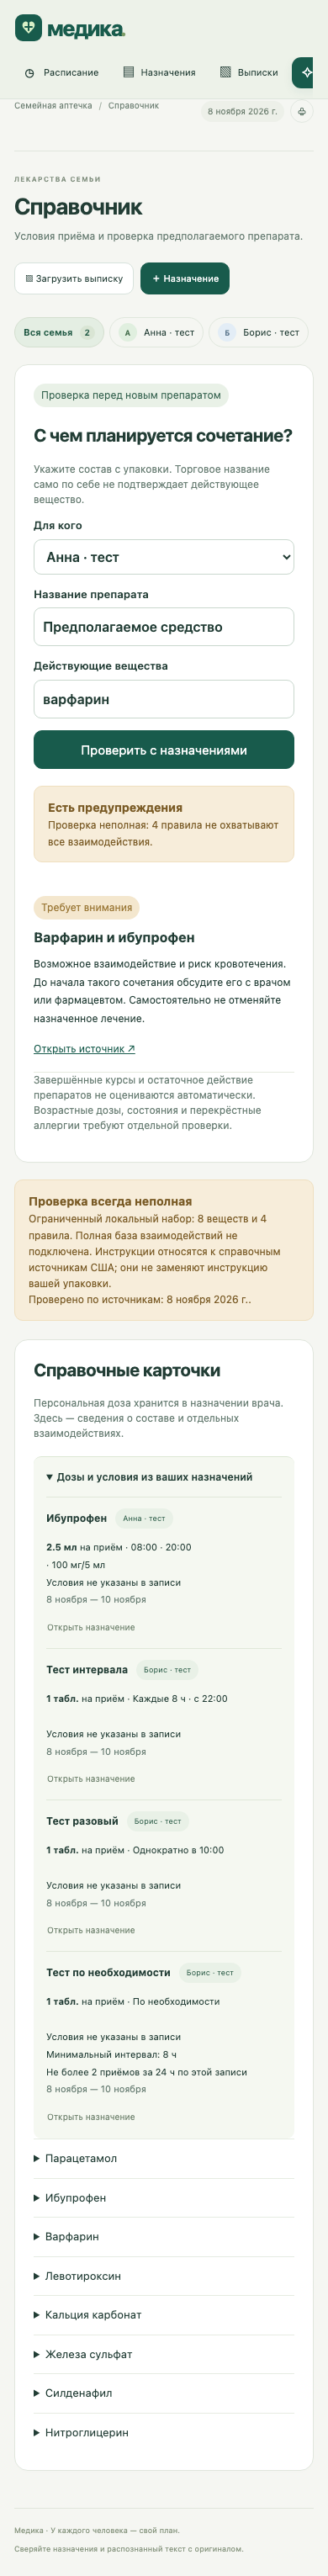 медика.
Расписание
Назначения
Выписки
Семейная аптечка / Справочник
8 ноября 2026 г.
ЛЕКАРСТВА СЕМЬИ
Справочник
Условия приёма и проверка предполагаемого препарата.
Загрузить выписку
+ Назначение
Вся семья 2
А Анна · тест
Б Борис · тест
Проверка перед новым препаратом
С чем планируется сочетание?
Укажите состав с упаковки. Торговое название
само по себе не подтверждает действующее
вещество.
Для кого
Анна · тест
Название препарата
Предполагаемое средство
Действующие вещества
варфарин
Проверить с назначениями
Есть предупреждения
Проверка неполная: 4 правила не охватывают
все взаимодействия.
Требует внимания
Варфарин и ибупрофен
Возможное взаимодействие и риск кровотечения.
До начала такого сочетания обсудите его с врачом
или фармацевтом. Самостоятельно не отменяйте
назначенное лечение.
Открыть источник ↗
Завершённые курсы и остаточное действие
препаратов не оцениваются автоматически.
Возрастные дозы, состояния и перекрёстные
аллергии требуют отдельной проверки.
Проверка всегда неполная
Ограниченный локальный набор: 8 веществ и 4
правила. Полная база взаимодействий не
подключена. Инструкции относятся к справочным
источникам США; они не заменяют инструкцию
вашей упаковки.
Проверено по источникам: 8 ноября 2026 г..
Справочные карточки
Персональная доза хранится в назначении врача.
Здесь — сведения о составе и отдельных
взаимодействиях.
▼ Дозы и условия из ваших назначений
Ибупрофен Анна · тест
2.5 мл на приём · 08:00 · 20:00
· 100 мг/5 мл
Условия не указаны в записи
8 ноября — 10 ноября
Открыть назначение
Тест интервала Борис · тест
1 табл. на приём · Каждые 8 ч · с 22:00
Условия не указаны в записи
8 ноября — 10 ноября
Открыть назначение
Тест разовый Борис · тест
1 табл. на приём · Однократно в 10:00
Условия не указаны в записи
8 ноября — 10 ноября
Открыть назначение
Тест по необходимости Борис · тест
1 табл. на приём · По необходимости
Условия не указаны в записи
Минимальный интервал: 8 ч
Не более 2 приёмов за 24 ч по этой записи
8 ноября — 10 ноября
Открыть назначение
▶ Парацетамол
▶ Ибупрофен
▶ Варфарин
▶ Левотироксин
▶ Кальция карбонат
▶ Железа сульфат
▶ Силденафил
▶ Нитроглицерин
Медика · У каждого человека — свой план.
Сверяйте назначения и распознанный текст с оригиналом.